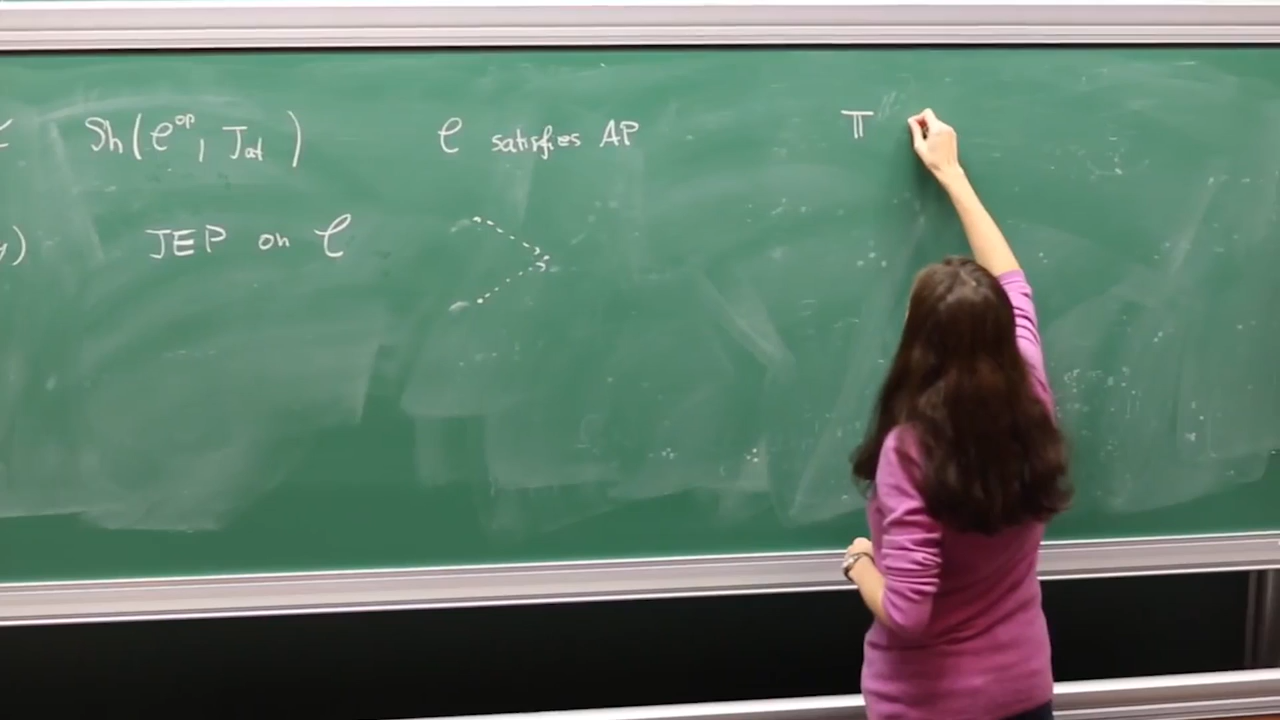 Sh(𝒞^op, J_at) 𝒞 satisfies AP 𝕋
) JEP on 𝒞